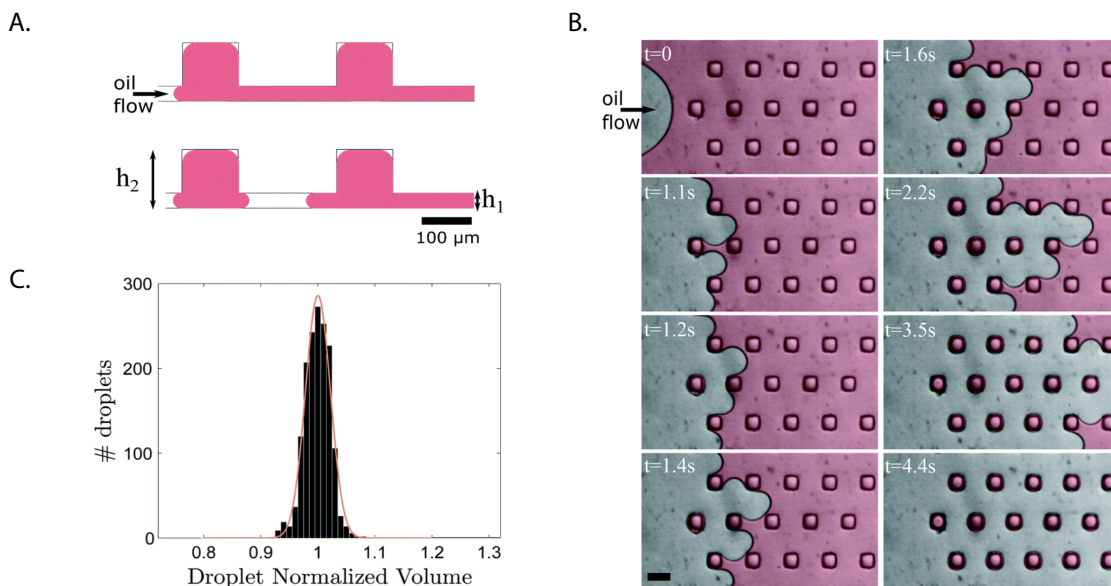 A.
oil
flow
h2
h1
100 μm
B.
t=0
oil
flow
t=1.1s
t=1.2s
t=1.4s
t=1.6s
t=2.2s
t=3.5s
t=4.4s
C.
300
200
100
0
# droplets
0.8 0.9 1 1.1 1.2 1.3
Droplet Normalized Volume